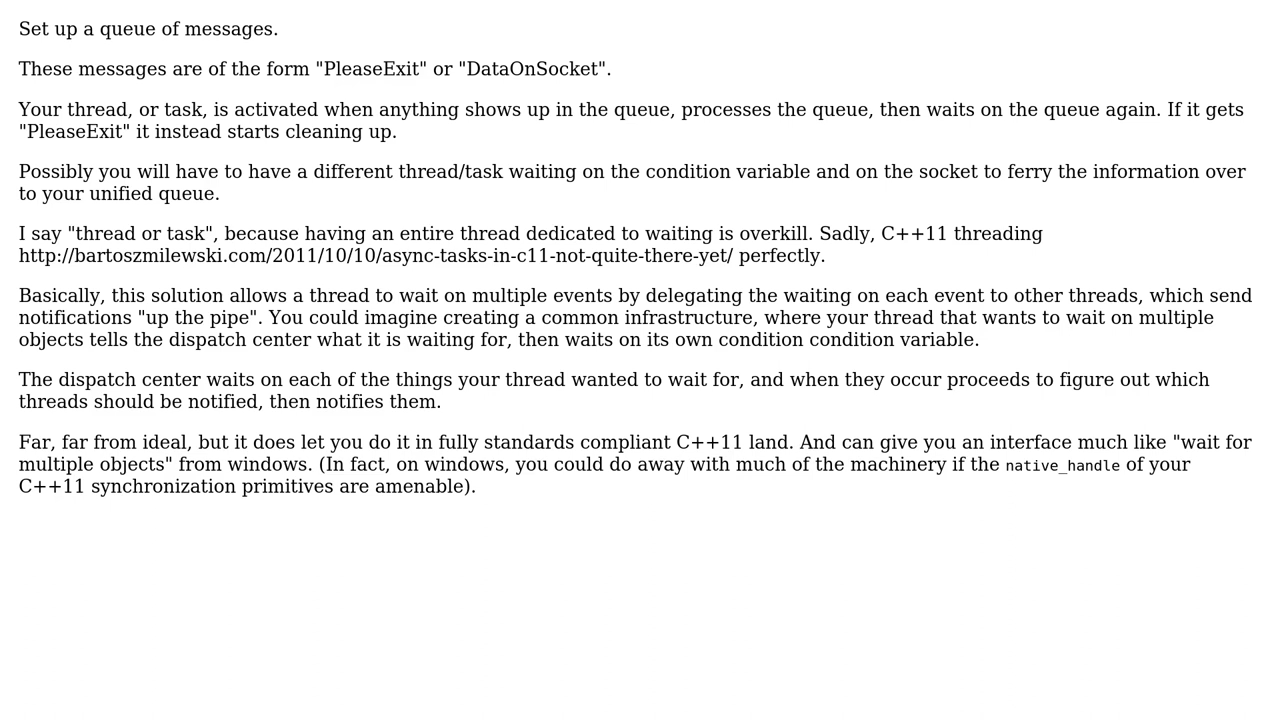 Set up a queue of messages.
These messages are of the form "PleaseExit" or "DataOnSocket".
Your thread, or task, is activated when anything shows up in the queue, processes the queue, then waits on the queue again. If it gets
"PleaseExit" it instead starts cleaning up.
Possibly you will have to have a different thread/task waiting on the condition variable and on the socket to ferry the information over
to your unified queue.
I say "thread or task", because having an entire thread dedicated to waiting is overkill. Sadly, C++11 threading
http://bartoszmilewski.com/2011/10/10/async-tasks-in-c11-not-quite-there-yet/ perfectly.
Basically, this solution allows a thread to wait on multiple events by delegating the waiting on each event to other threads, which send
notifications "up the pipe". You could imagine creating a common infrastructure, where your thread that wants to wait on multiple
objects tells the dispatch center what it is waiting for, then waits on its own condition condition variable.
The dispatch center waits on each of the things your thread wanted to wait for, and when they occur proceeds to figure out which
threads should be notified, then notifies them.
Far, far from ideal, but it does let you do it in fully standards compliant C++11 land. And can give you an interface much like "wait for
multiple objects" from windows. (In fact, on windows, you could do away with much of the machinery if the native_handle of your
C++11 synchronization primitives are amenable).